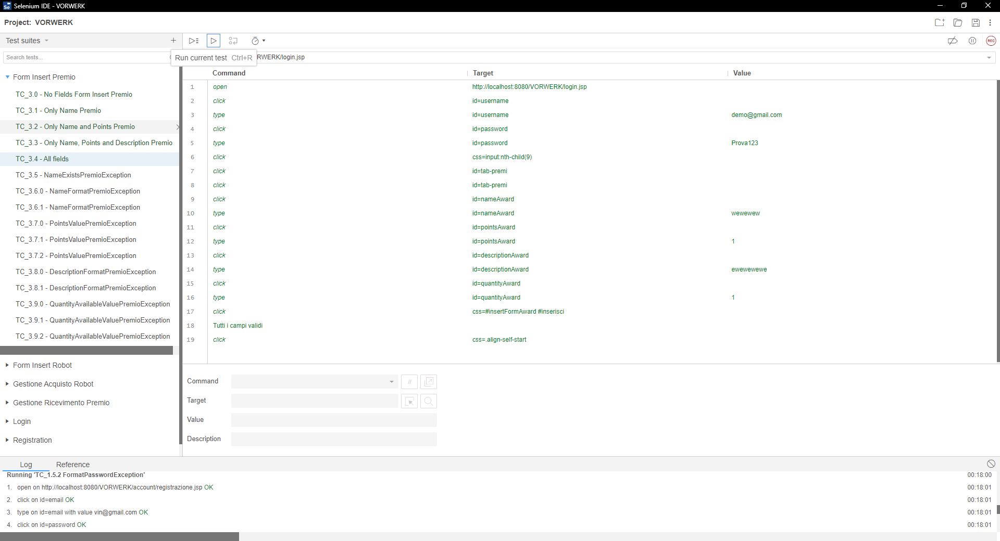 Se Selenium IDE - VORWERK
Project: VORWERK
Test suites
REC
Search tests...
Run current test Ctrl+R
RWERK/login.jsp
Command Target Value
Form Insert Premio
TC_3.0 - No Fields Form Insert Premio
TC_3.1 - Only Name Premio
TC_3.2 - Only Name and Points Premio
TC_3.3 - Only Name, Points and Description Premio
TC_3.4 - All fields
TC_3.5 - NameExistsPremioException
TC_3.6.0 - NameFormatPremioException
TC_3.6.1 - NameFormatPremioException
TC_3.7.0 - PointsValuePremioException
TC_3.7.1 - PointsValuePremioException
TC_3.7.2 - PointsValuePremioException
TC_3.8.0 - DescriptionFormatPremioException
TC_3.8.1 - DescriptionFormatPremioException
TC_3.9.0 - QuantityAvailableValuePremioException
TC_3.9.1 - QuantityAvailableValuePremioException
TC_3.9.2 - QuantityAvailableValuePremioException
Form Insert Robot
Gestione Acquisto Robot
Gestione Ricevimento Premio
Login
Registration
1 open http://localhost:8080/VORWERK/login.jsp
2 click id=username
3 type id=username demo@gmail.com
4 click id=password
5 type id=password Prova123
6 click css=input:nth-child(9)
7 click id=tab-premi
8 click id=tab-premi
9 click id=nameAward
10 type id=nameAward wewewew
11 click id=pointsAward
12 type id=pointsAward 1
13 click id=descriptionAward
14 type id=descriptionAward ewewewewe
15 click id=quantityAward
16 type id=quantityAward 1
17 click css=#insertFormAward #inserisci
18 Tutti i campi validi
19 click css=.align-self-start
Command //
Target
Value
Description
Log Reference
Running 'TC_1.5.2 FormatPasswordException' 00:18:00
1. open on http://localhost:8080/VORWERK/account/registrazione.jsp OK 00:18:01
2. click on id=email OK 00:18:01
3. type on id=email with value vin@gmail.com OK 00:18:01
4. click on id=password OK 00:18:01